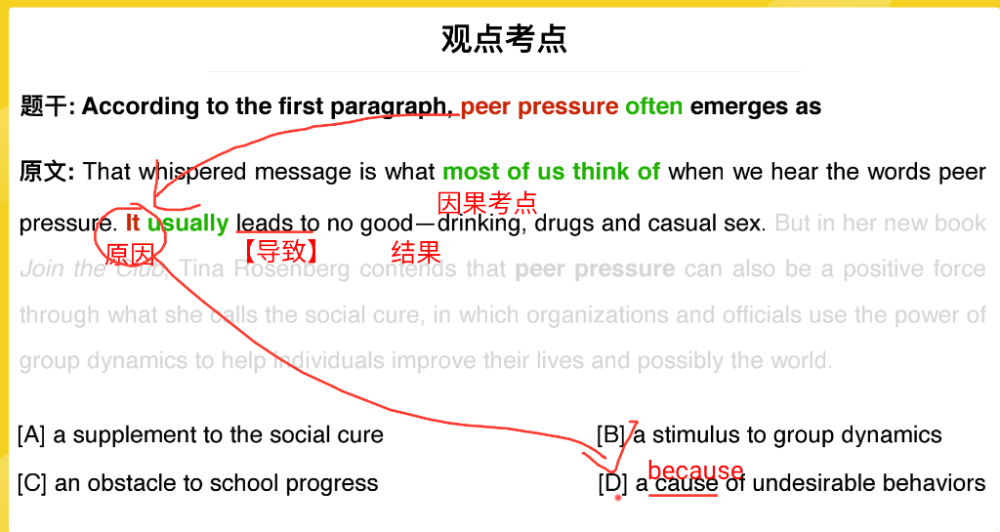 观点考点
题干: According to the first paragraph, peer pressure often emerges as
原文: That whispered message is what most of us think of when we hear the words peer
因果考点
pressure. It usually leads to no good—drinking, drugs and casual sex. But in her new book
原因 【导致】 结果
Join the Club, Tina Rosenberg contends that peer pressure can also be a positive force
through what she calls the social cure, in which organizations and officials use the power of
group dynamics to help individuals improve their lives and possibly the world.
[A] a supplement to the social cure [B] a stimulus to group dynamics
because
[C] an obstacle to school progress [D] a cause of undesirable behaviors